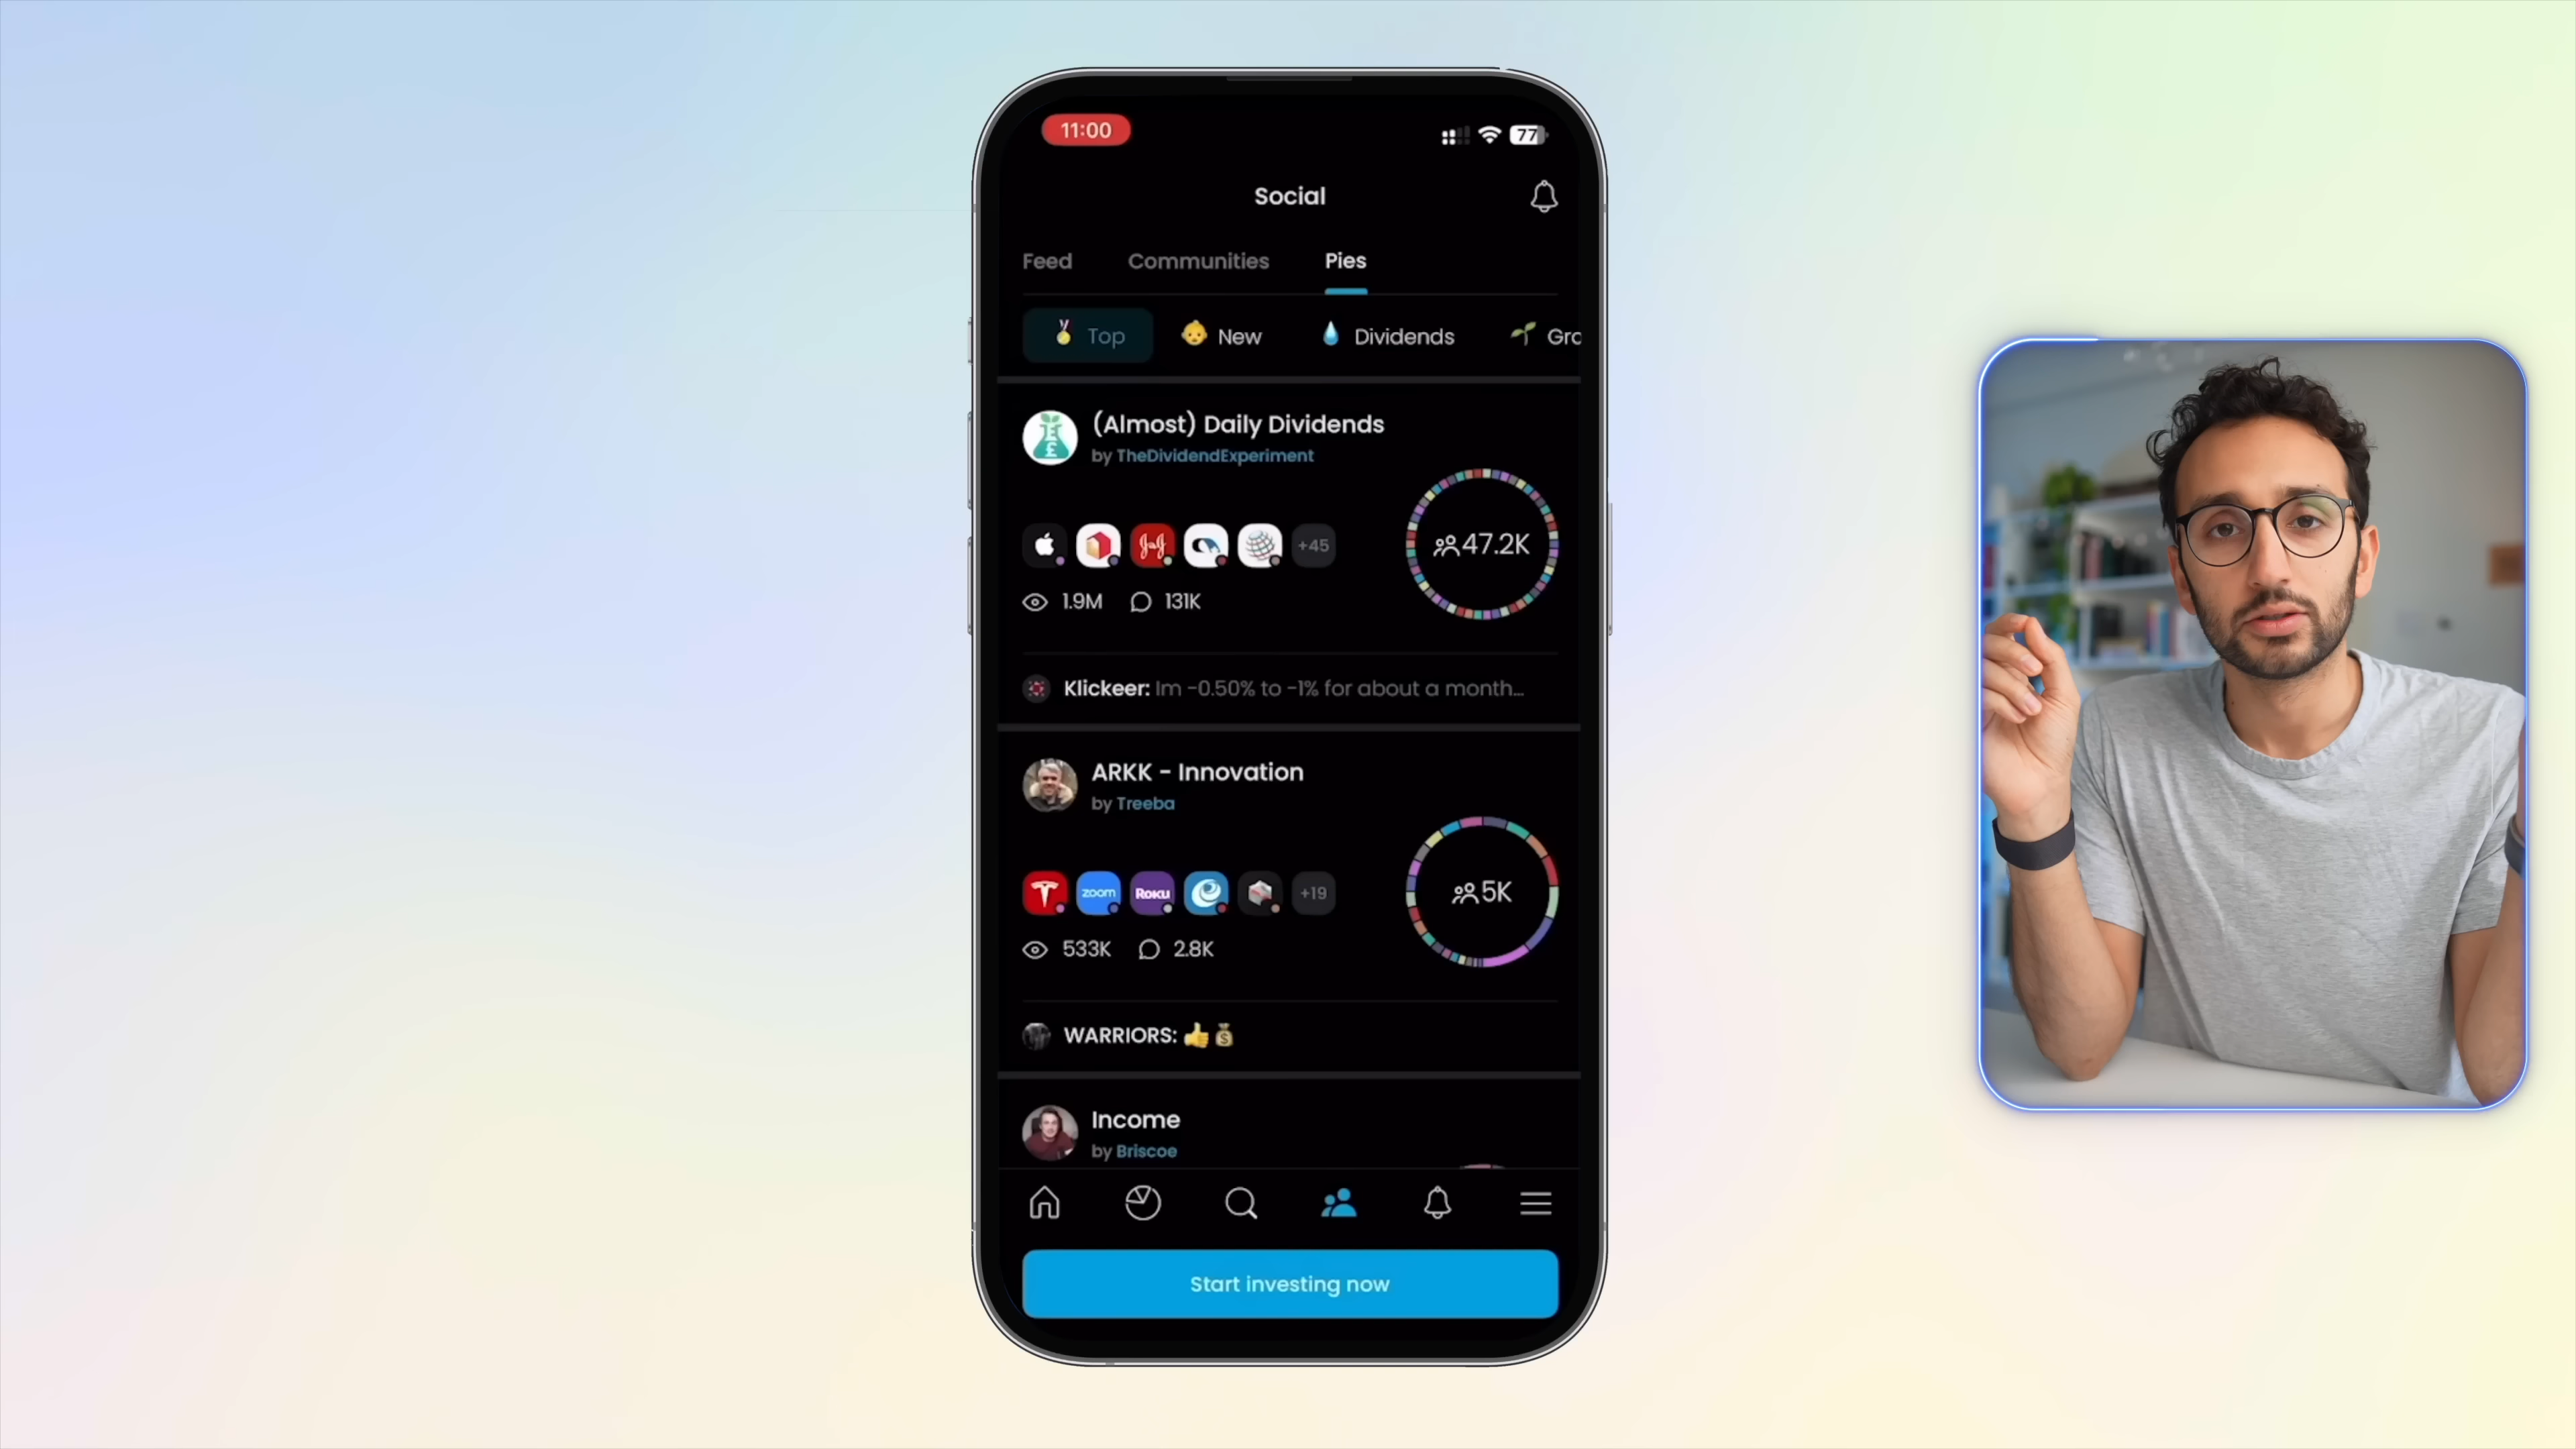 11:00
77
Social
Feed Communities Pies
Top New Dividends Gro
(Almost) Daily Dividends
by TheDividendExperiment
47.2K
J&J
+45
1.9M 131K
Klickeer: Im -0.50% to -1% for about a month...
ARKK - Innovation
by Treeba
5K
zoom
Roku
+19
533K 2.8K
WARRIORS:
Income
by Briscoe
Start investing now